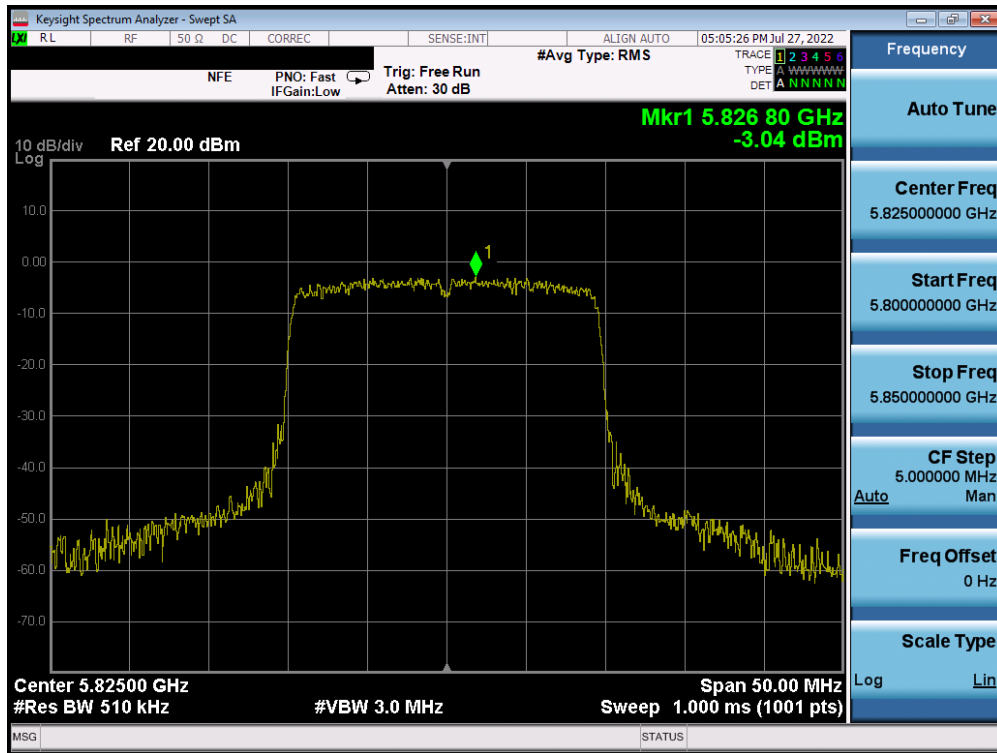 Keysight Spectrum Analyzer - Swept SA
LXI RL RF 50 Ω DC CORREC SENSE:INT ALIGN AUTO 05:05:26 PM Jul 27, 2022
#Avg Type: RMS
TRACE 1 2 3 4 5 6
TYPE A WWWWW
DET A N N N N N
NFE PNO: Fast Trig: Free Run
IFGain:Low Atten: 30 dB
Mkr1 5.826 80 GHz
-3.04 dBm
10 dB/div Ref 20.00 dBm
Log
10.0
0.00
1
-10.0
-20.0
-30.0
-40.0
-50.0
-60.0
-70.0
Center 5.82500 GHz Span 50.00 MHz
#Res BW 510 kHz #VBW 3.0 MHz Sweep 1.000 ms (1001 pts)
MSG STATUS
Frequency
Auto Tune
Center Freq
5.825000000 GHz
Start Freq
5.800000000 GHz
Stop Freq
5.850000000 GHz
CF Step
5.000000 MHz
Auto Man
Freq Offset
0 Hz
Scale Type
Log Lin